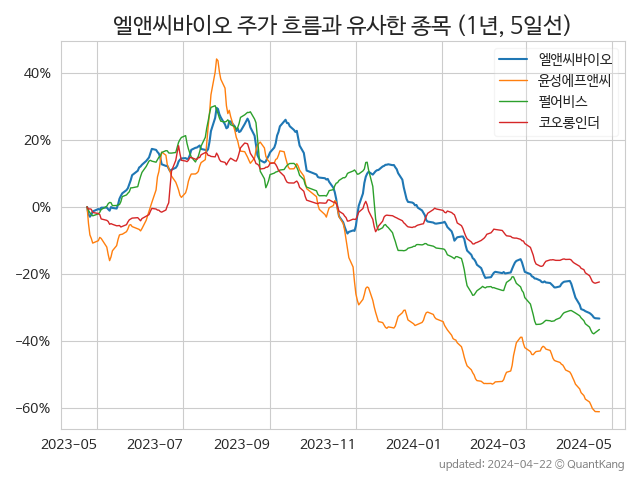 엘앤씨바이오 주가 흐름과 유사한 종목 (1년, 5일선)
엘앤씨바이오
윤성에프앤씨
펄어비스
코오롱인더
40%
20%
0%
−20%
−40%
−60%
2023-05 2023-07 2023-09 2023-11 2024-01 2024-03 2024-05
updated: 2024-04-22 © QuantKang